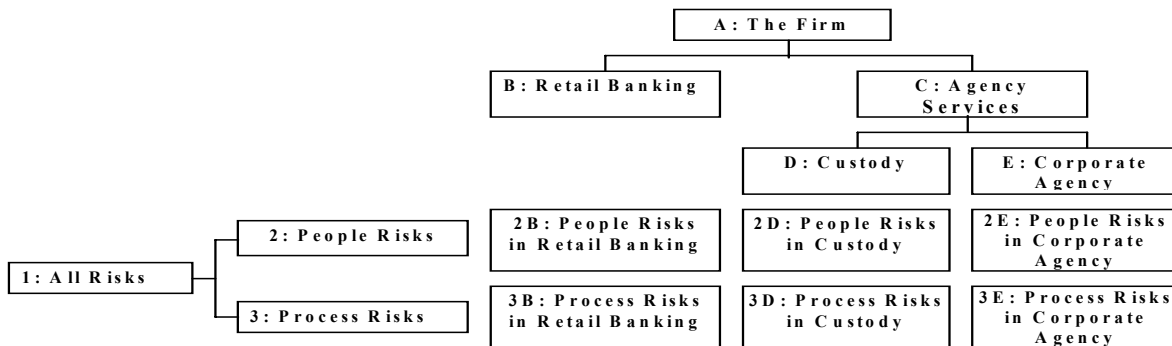 A: The Firm
B: Retail Banking
C: Agency
Services
D: Custody
E: Corporate
Agency
2: People Risks
2B: People Risks
in Retail Banking
2D: People Risks
in Custody
2E: People Risks
in Corporate
Agency
1: All Risks
3: Process Risks
3B: Process Risks
in Retail Banking
3D: Process Risks
in Custody
3E: Process Risks
in Corporate
Agency